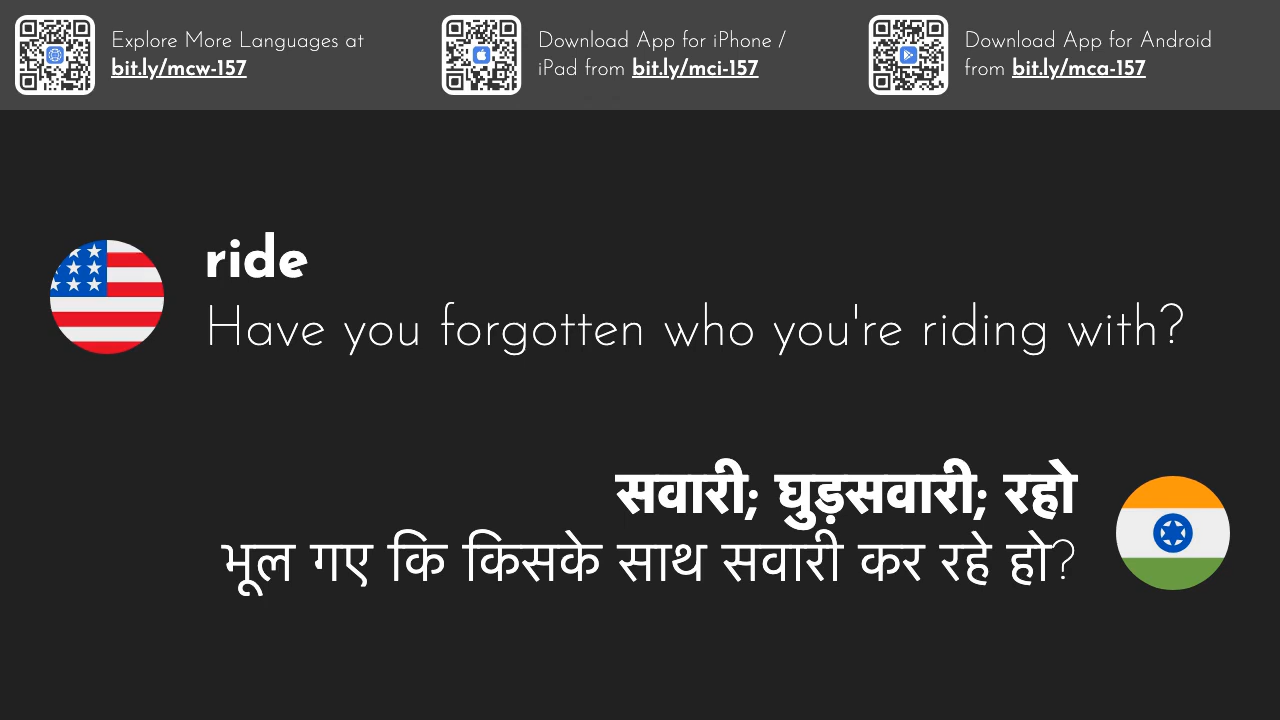 Explore More Languages at
bit.ly/mcw-157
Download App for iPhone /
iPad from bit.ly/mci-157
Download App for Android
from bit.ly/mca-157
ride
Have you forgotten who you're riding with?
सवारी; घुड़सवारी; रहो
भूल गए कि किसके साथ सवारी कर रहे हो?